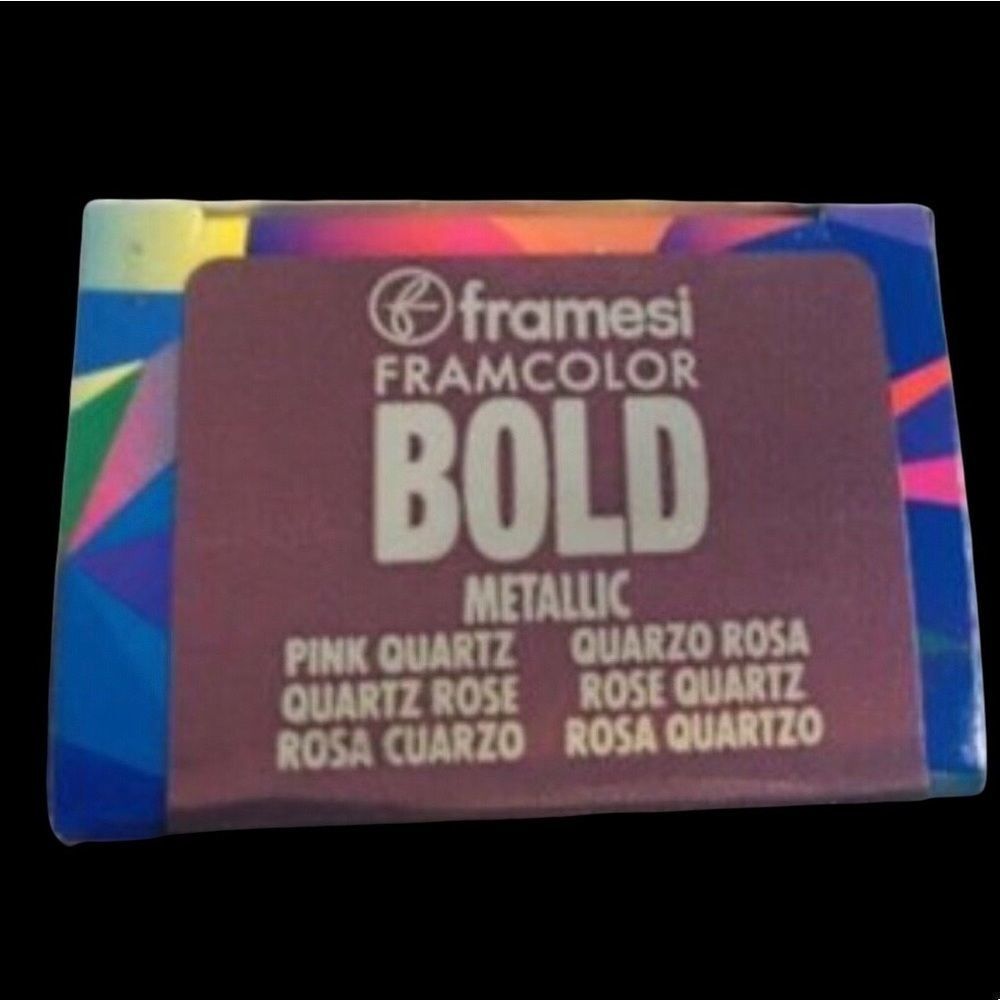 framesi
FRAMCOLOR
BOLD
METALLIC
PINK QUARTZ QUARZO ROSA
QUARTZ ROSE ROSE QUARTZ
ROSA CUARZO ROSA QUARTZO